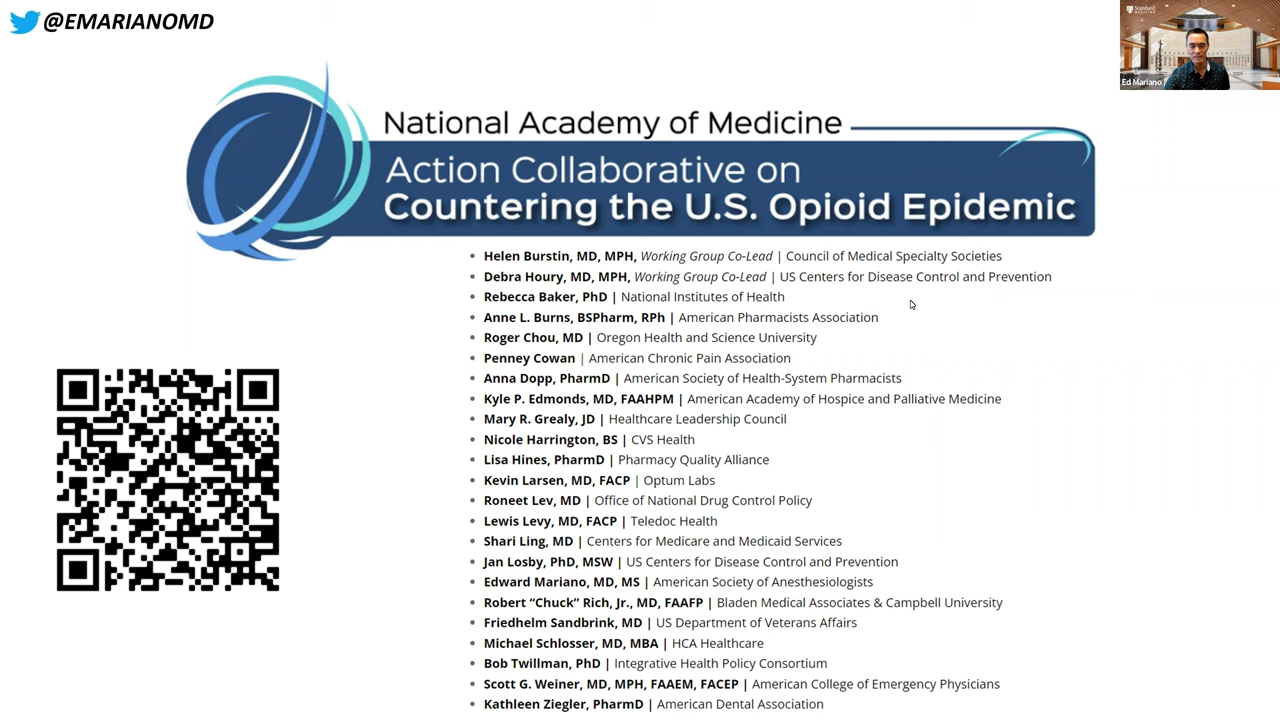 @EMARIANOMD
Stanford
MEDICINE
Ed Mariano
National Academy of Medicine
Action Collaborative on
Countering the U.S. Opioid Epidemic
Helen Burstin, MD, MPH, Working Group Co-Lead | Council of Medical Specialty Societies
Debra Houry, MD, MPH, Working Group Co-Lead | US Centers for Disease Control and Prevention
Rebecca Baker, PhD | National Institutes of Health
Anne L. Burns, BSPharm, RPh | American Pharmacists Association
Roger Chou, MD | Oregon Health and Science University
Penney Cowan | American Chronic Pain Association
Anna Dopp, PharmD | American Society of Health-System Pharmacists
Kyle P. Edmonds, MD, FAAHPM | American Academy of Hospice and Palliative Medicine
Mary R. Grealy, JD | Healthcare Leadership Council
Nicole Harrington, BS | CVS Health
Lisa Hines, PharmD | Pharmacy Quality Alliance
Kevin Larsen, MD, FACP | Optum Labs
Roneet Lev, MD | Office of National Drug Control Policy
Lewis Levy, MD, FACP | Teledoc Health
Shari Ling, MD | Centers for Medicare and Medicaid Services
Jan Losby, PhD, MSW | US Centers for Disease Control and Prevention
Edward Mariano, MD, MS | American Society of Anesthesiologists
Robert “Chuck” Rich, Jr., MD, FAAFP | Bladen Medical Associates & Campbell University
Friedhelm Sandbrink, MD | US Department of Veterans Affairs
Michael Schlosser, MD, MBA | HCA Healthcare
Bob Twillman, PhD | Integrative Health Policy Consortium
Scott G. Weiner, MD, MPH, FAAEM, FACEP | American College of Emergency Physicians
Kathleen Ziegler, PharmD | American Dental Association